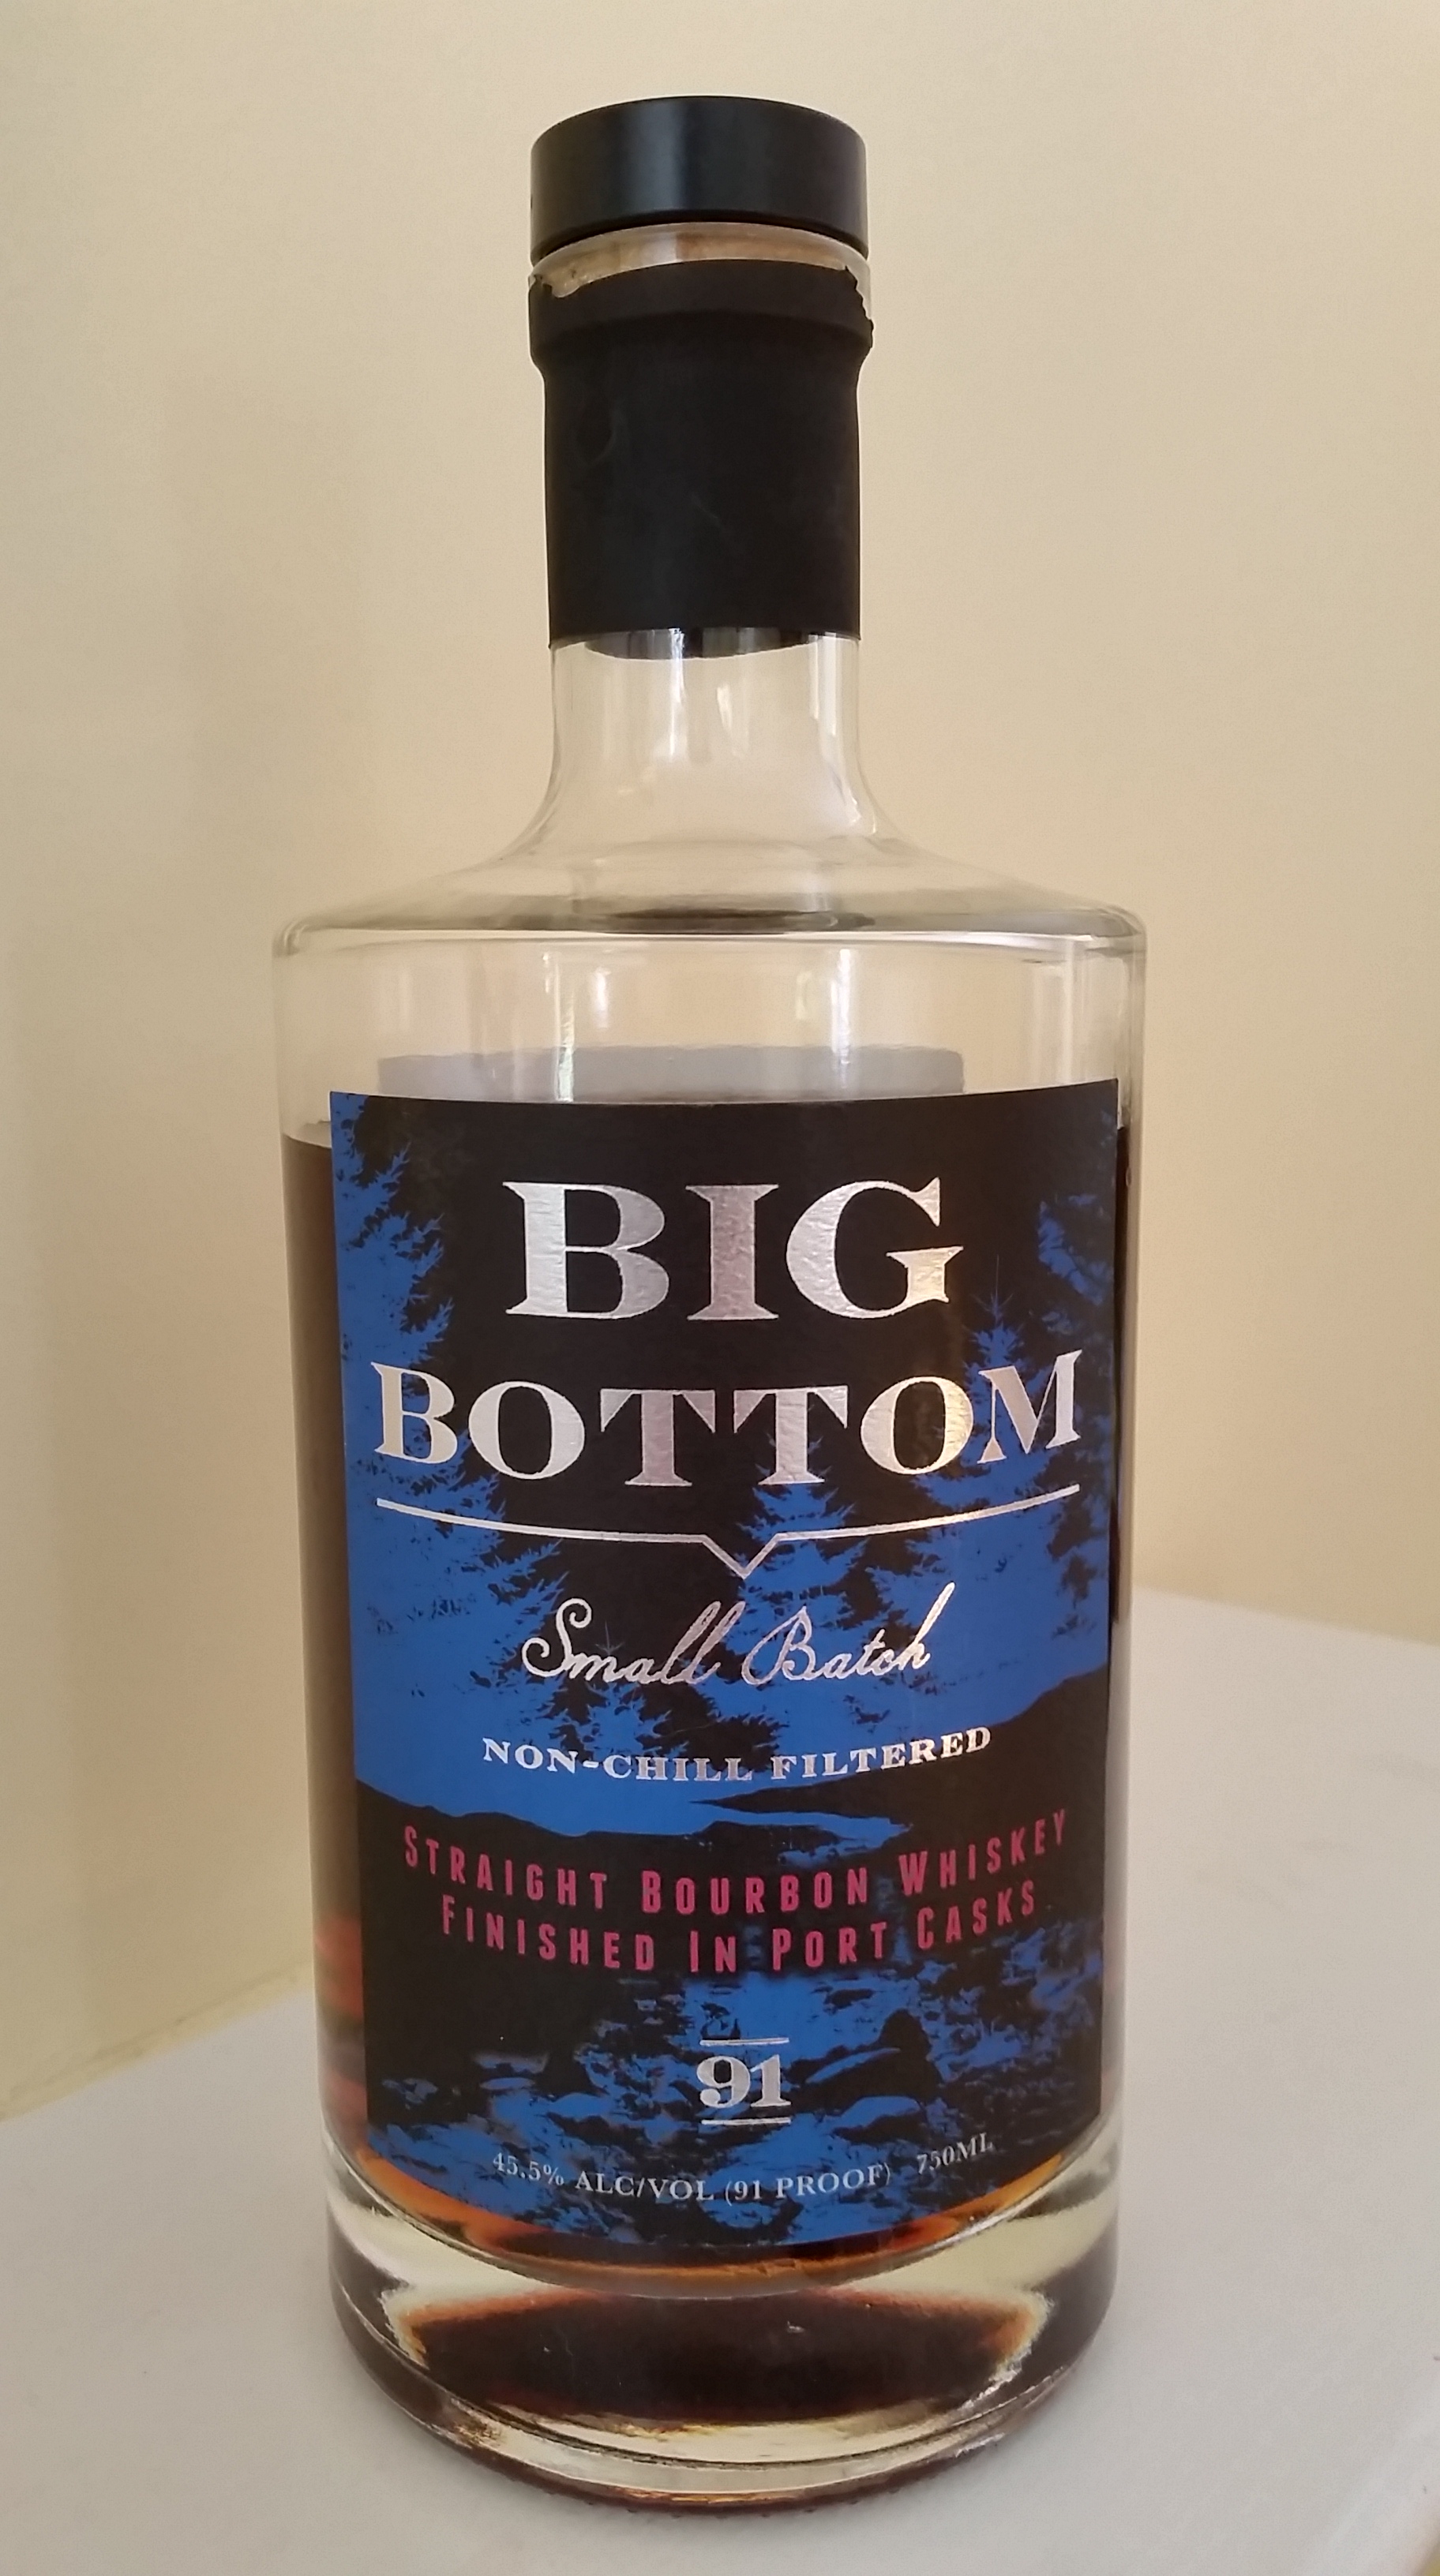 BIG
BOTTOM
Small Batch
NON-CHILL FILTERED
STRAIGHT BOURBON WHISKEY
FINISHED IN PORT CASKS
91
45.5% ALC/VOL (91 PROOF) 750ML